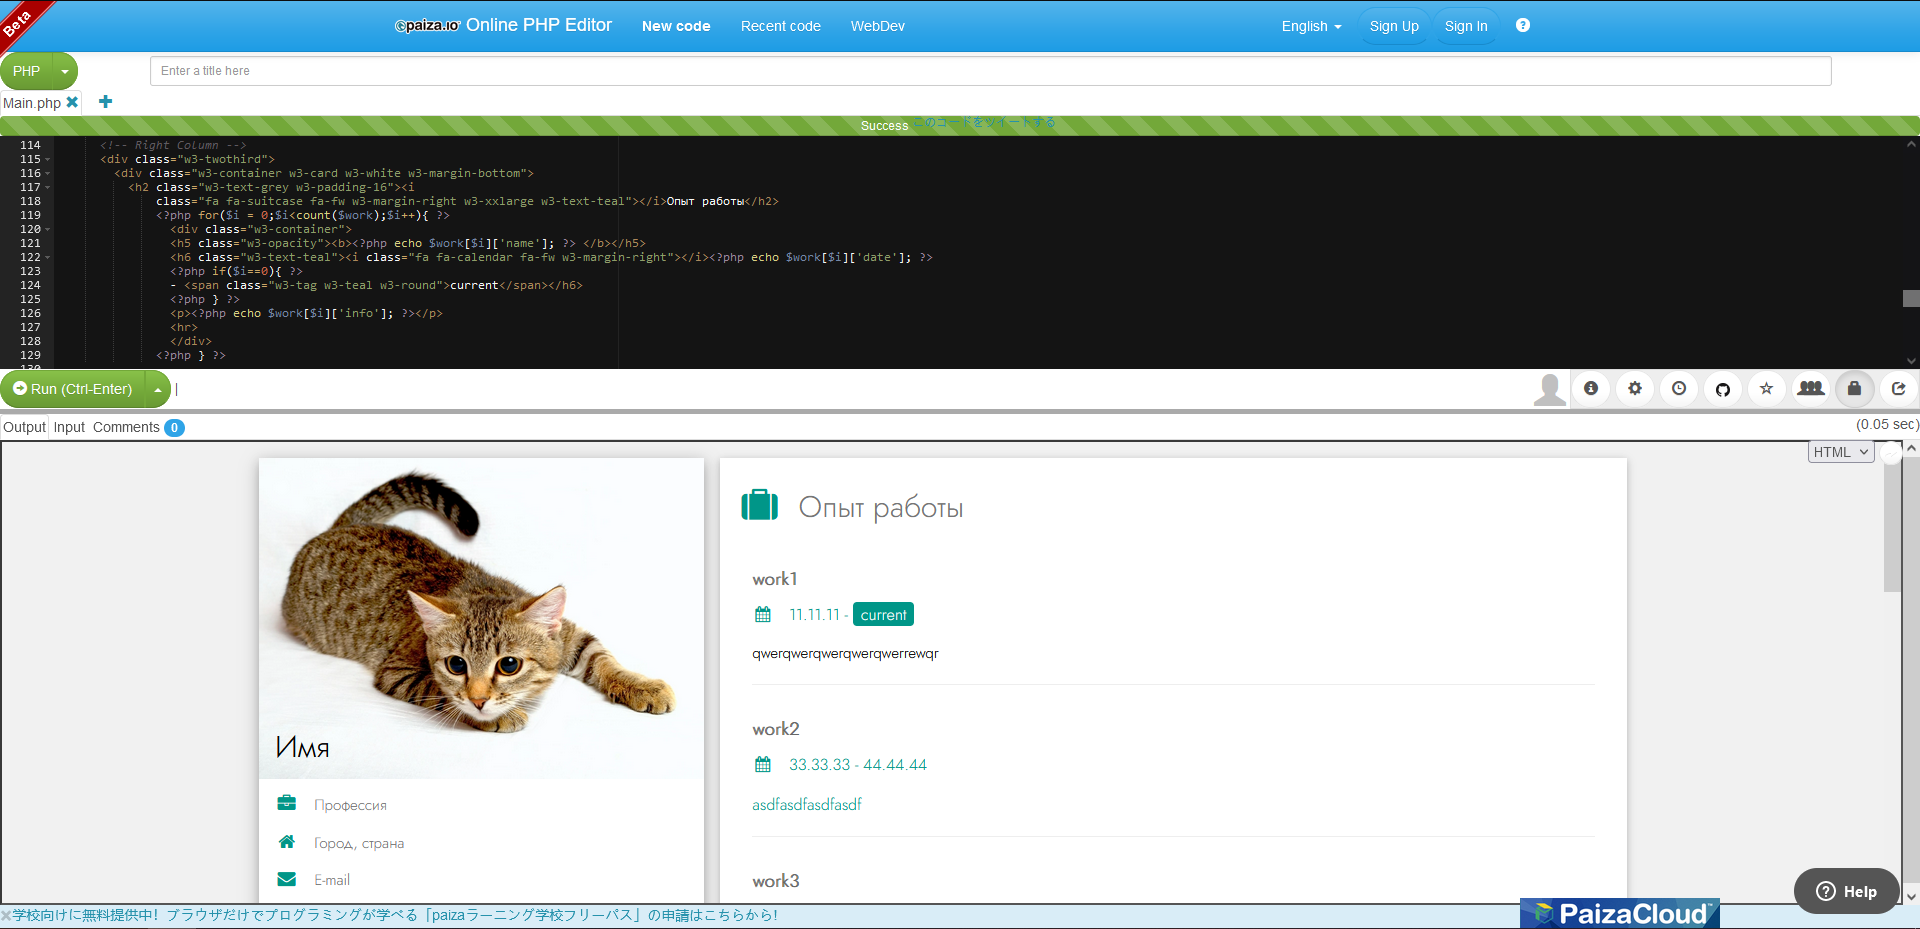 Beta
paiza.IO Online PHP Editor New code Recent code WebDev English Sign Up Sign In
PHP Enter a title here
Main.php
Success このコードをツイートする
114 <!-- Right Column -->
115 <div class="w3-twothird">
116 <div class="w3-container w3-card w3-white w3-margin-bottom">
117 <h2 class="w3-text-grey w3-padding-16"><i
118 class="fa fa-suitcase fa-fw w3-margin-right w3-xxlarge w3-text-teal"></i>Опыт работы</h2>
119 <?php for($i = 0;$i<count($work);$i++){ ?>
120 <div class="w3-container">
121 <h5 class="w3-opacity"><b><?php echo $work[$i]['name']; ?> </b></h5>
122 <h6 class="w3-text-teal"><i class="fa fa-calendar fa-fw w3-margin-right"></i><?php echo $work[$i]['date']; ?>
123 <?php if($i==0){ ?>
124 - <span class="w3-tag w3-teal w3-round">current</span></h6>
125 <?php } ?>
126 <p><?php echo $work[$i]['info']; ?></p>
127 <hr>
128 </div>
129 <?php } ?>
130
Run (Ctrl-Enter)
Output Input Comments 0 (0.05 sec)
HTML
Опыт работы
work1
11.11.11 - current
qwerqwerqwerqwerqwerrewqr
work2
33.33.33 - 44.44.44
asdfasdfasdfasdf
work3
Имя
Профессия
Город, страна
E-mail
Help
学校向けに無料提供中! ブラウザだけでプログラミングが学べる「paizaラーニング学校フリーパス」の申請はこちらから!
PaizaCloud